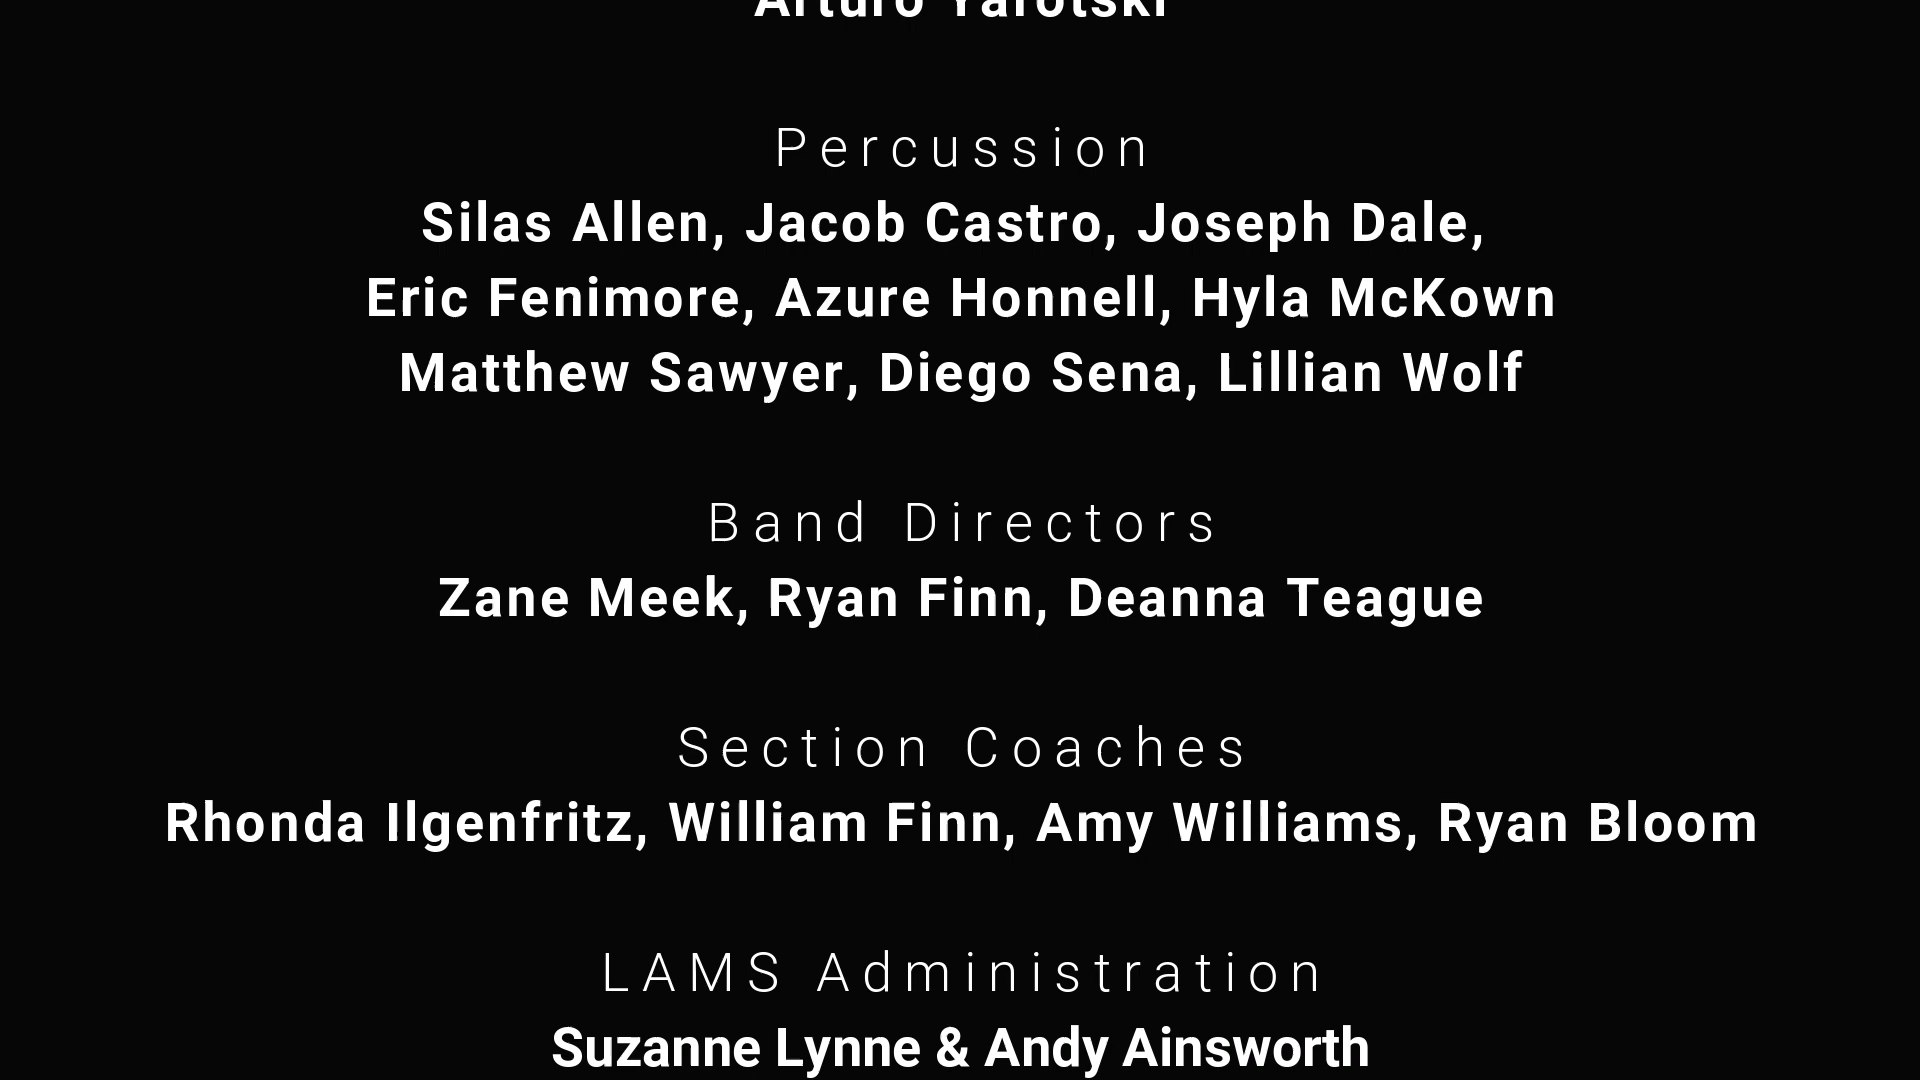 Arturo Yarotski
Percussion
Silas Allen, Jacob Castro, Joseph Dale,
Eric Fenimore, Azure Honnell, Hyla McKown
Matthew Sawyer, Diego Sena, Lillian Wolf
Band Directors
Zane Meek, Ryan Finn, Deanna Teague
Section Coaches
Rhonda Ilgenfritz, William Finn, Amy Williams, Ryan Bloom
LAMS Administration
Suzanne Lynne & Andy Ainsworth